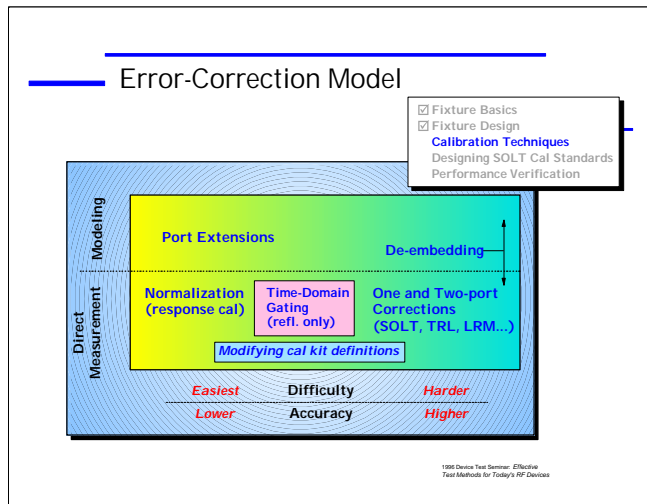 Error-Correction Model
☑ Fixture Basics
☑ Fixture Design
Calibration Techniques
Designing SOLT Cal Standards
Performance Verification
Modeling
Port Extensions
De-embedding
Direct
Measurement
Normalization
(response cal)
Time-Domain
Gating
(refl. only)
One and Two-port
Corrections
(SOLT, TRL, LRM...)
Modifying cal kit definitions
Easiest Difficulty Harder
Lower Accuracy Higher
1996 Device Test Seminar: Effective
Test Methods for Today's RF Devices